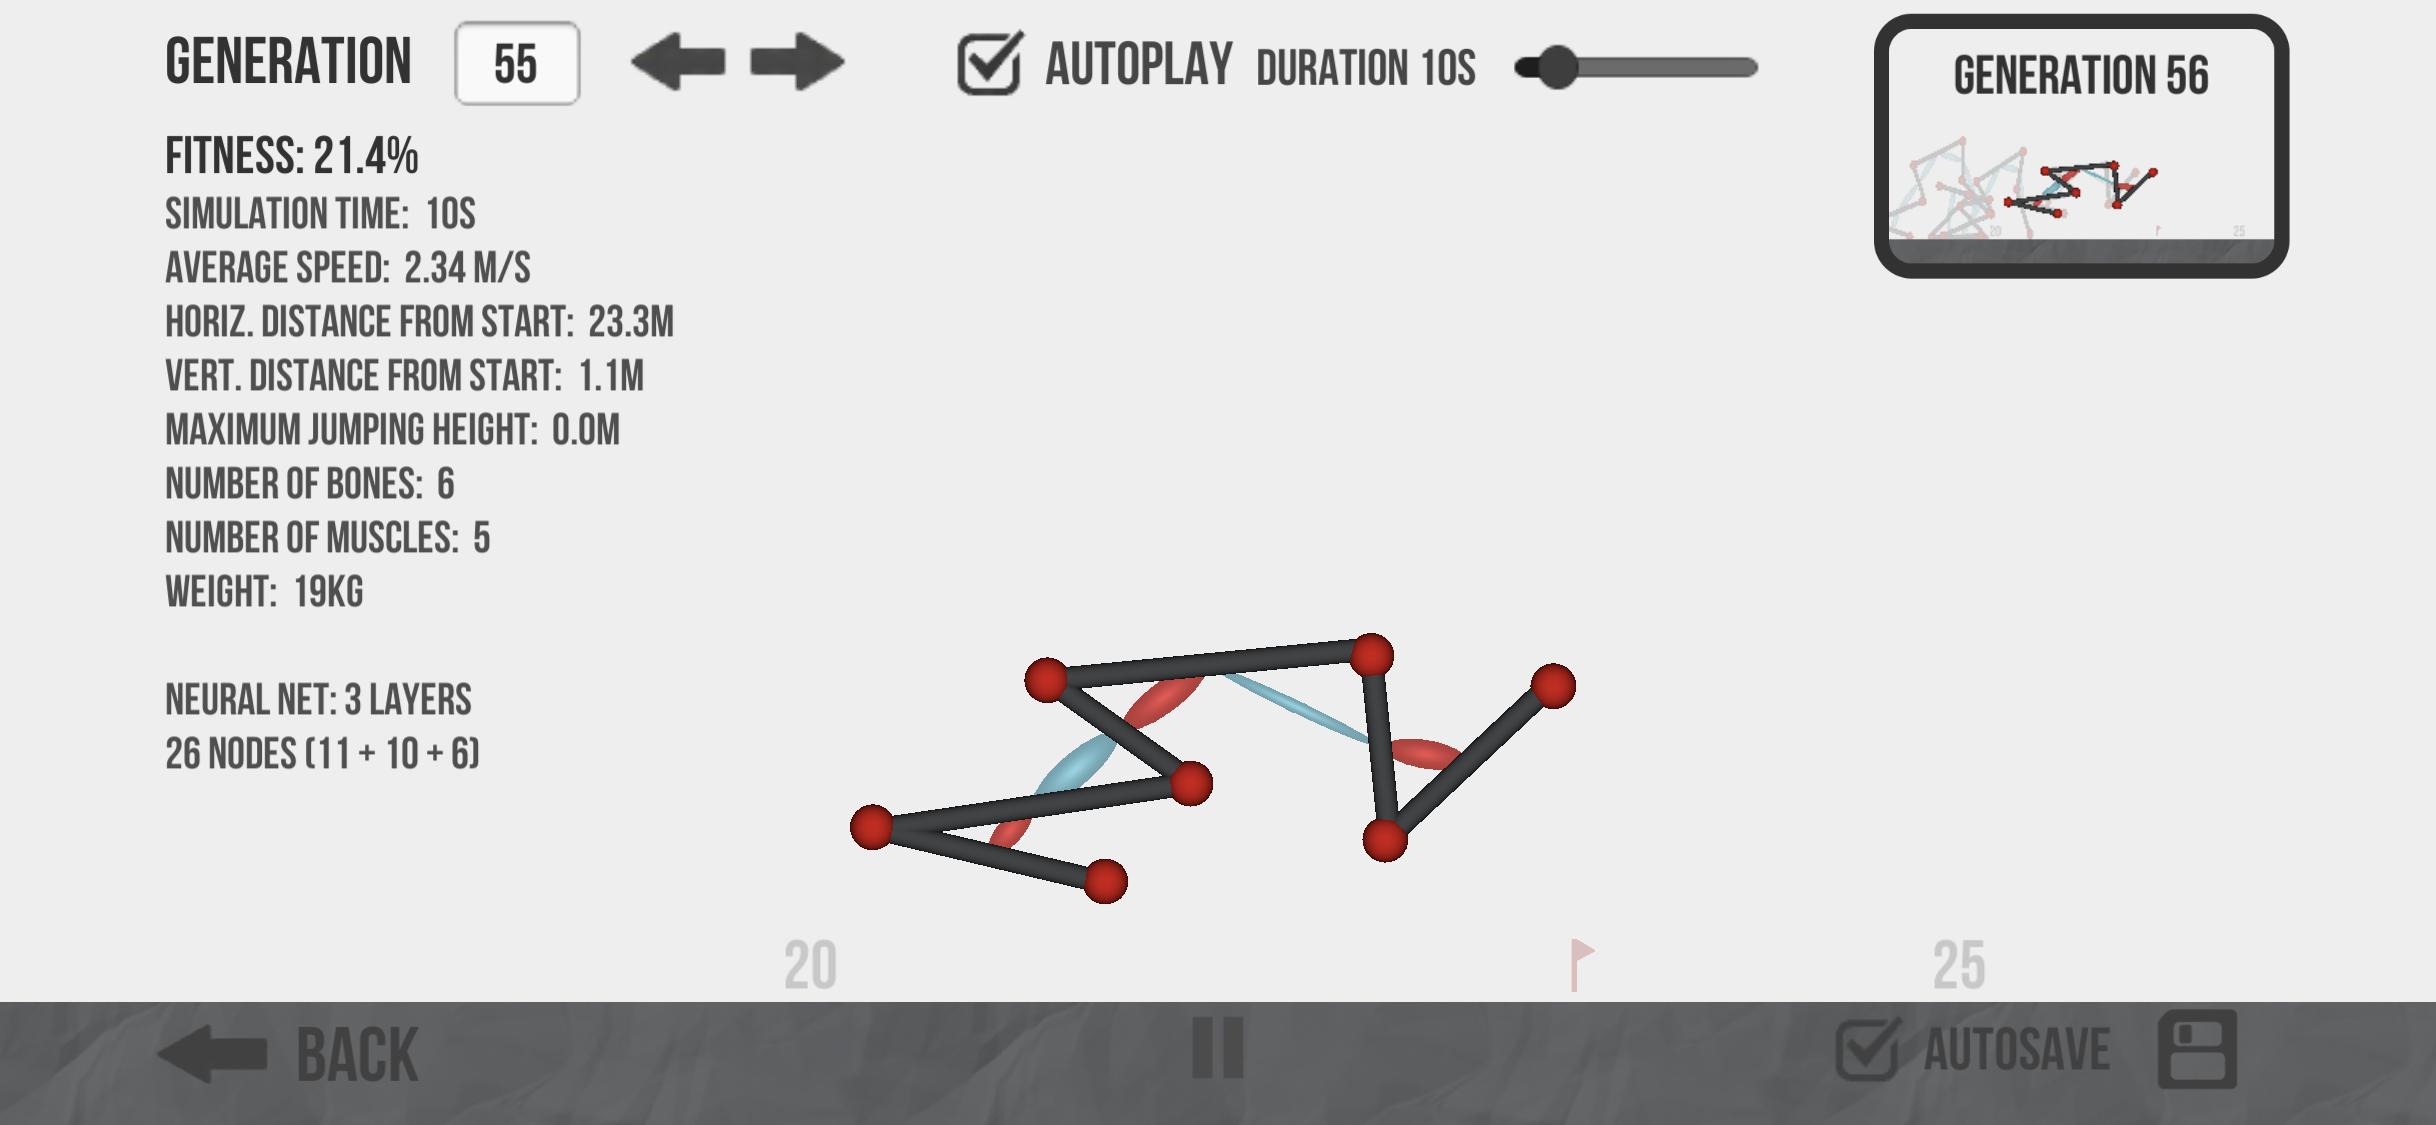 GENERATION 55
AUTOPLAY DURATION 10S
GENERATION 56
20 25
FITNESS: 21.4%
SIMULATION TIME: 10S
AVERAGE SPEED: 2.34 M/S
HORIZ. DISTANCE FROM START: 23.3M
VERT. DISTANCE FROM START: 1.1M
MAXIMUM JUMPING HEIGHT: 0.0M
NUMBER OF BONES: 6
NUMBER OF MUSCLES: 5
WEIGHT: 19KG
NEURAL NET: 3 LAYERS
26 NODES (11 + 10 + 6)
20 25
BACK
AUTOSAVE